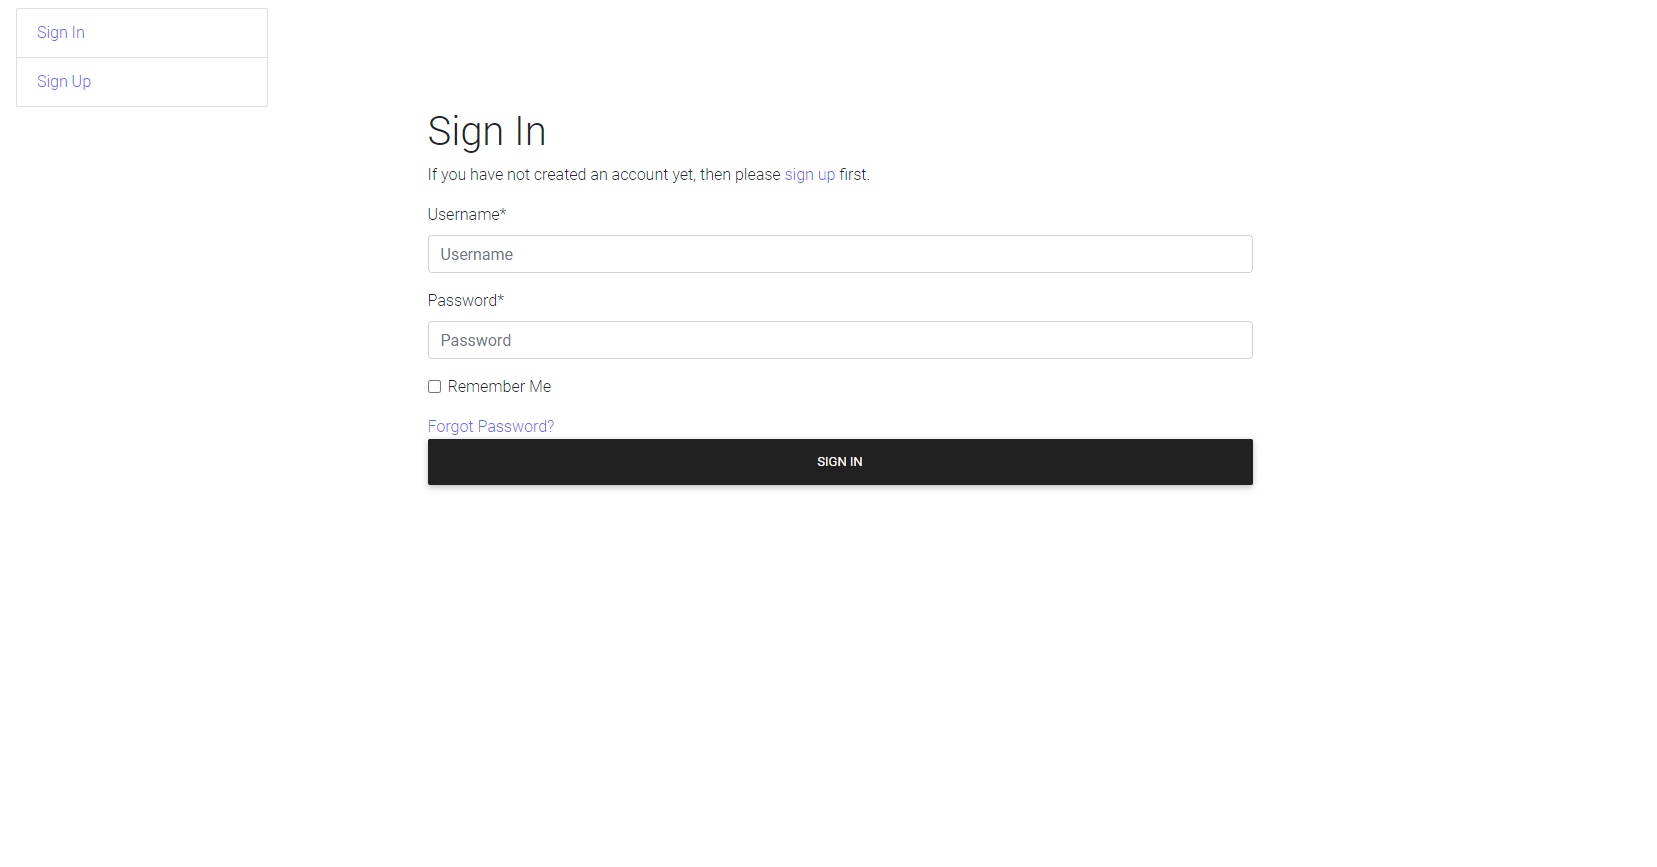 Sign In
Sign Up
Sign In
If you have not created an account yet, then please sign up first.
Username*
Username
Password*
Password
Remember Me
Forgot Password?
SIGN IN